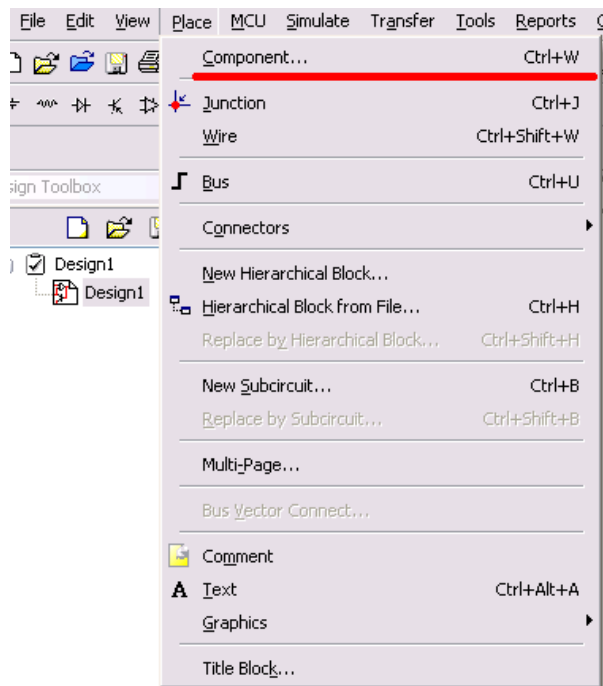 File Edit View Place MCU Simulate Transfer Tools Reports
Component... Ctrl+W
Junction Ctrl+J
Wire Ctrl+Shift+W
Bus Ctrl+U
sign Toolbox
Connectors
Design1
New Hierarchical Block...
Design1
Hierarchical Block from File... Ctrl+H
Replace by Hierarchical Block... Ctrl+Shift+H
New Subcircuit... Ctrl+B
Replace by Subcircuit... Ctrl+Shift+B
Multi-Page...
Bus Vector Connect...
Comment
A Text Ctrl+Alt+A
Graphics
Title Block...